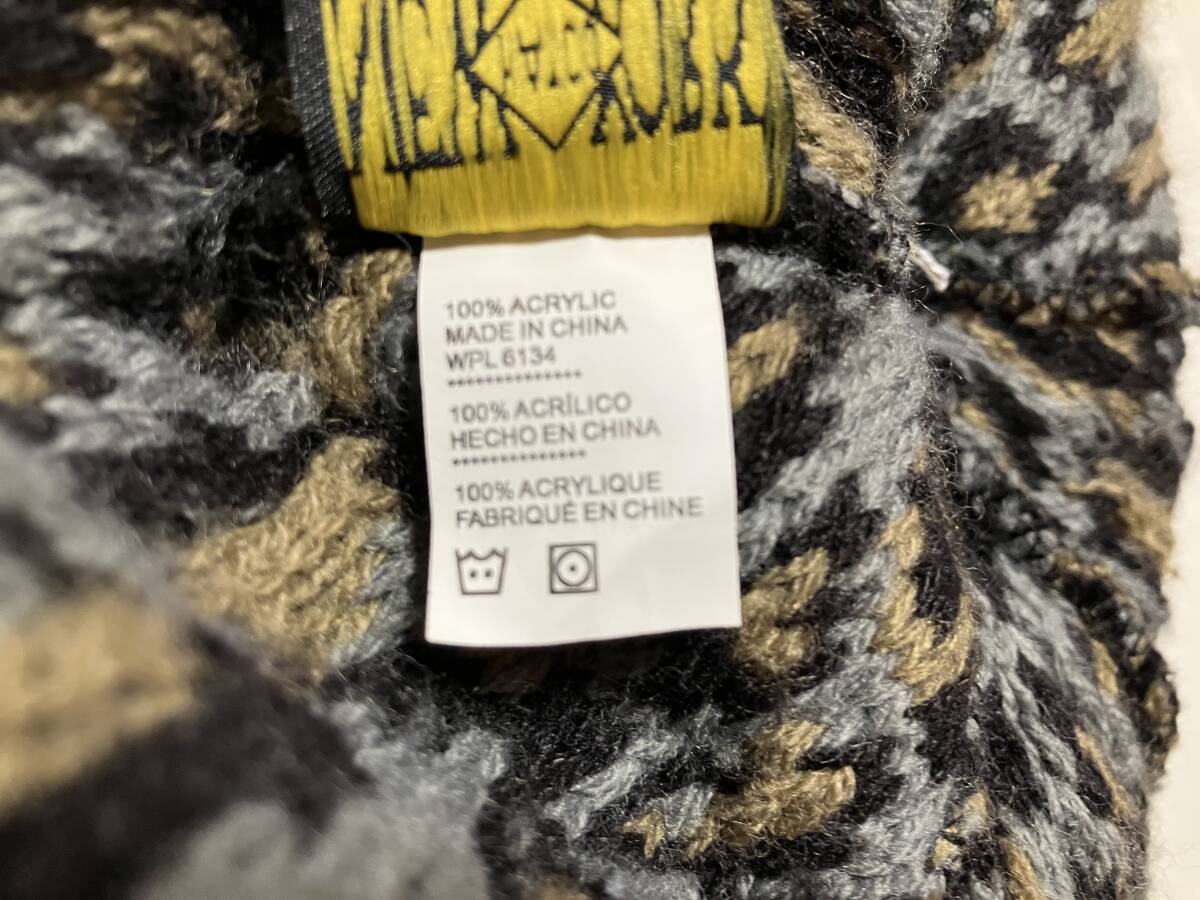 100% ACRYLIC
MADE IN CHINA
WPL 6134
100% ACRÍLICO
HECHO EN CHINA
100% ACRYLIQUE
FABRIQUÉ EN CHINE